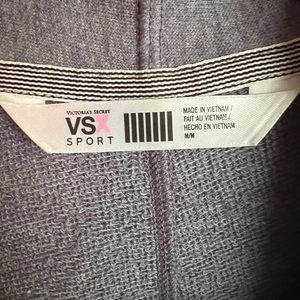 VICTORIA'S SECRET
VSX
SPORT
MADE IN VIETNAM /
FAIT AU VIETNAM /
HECHO EN VIETNAM
M/M